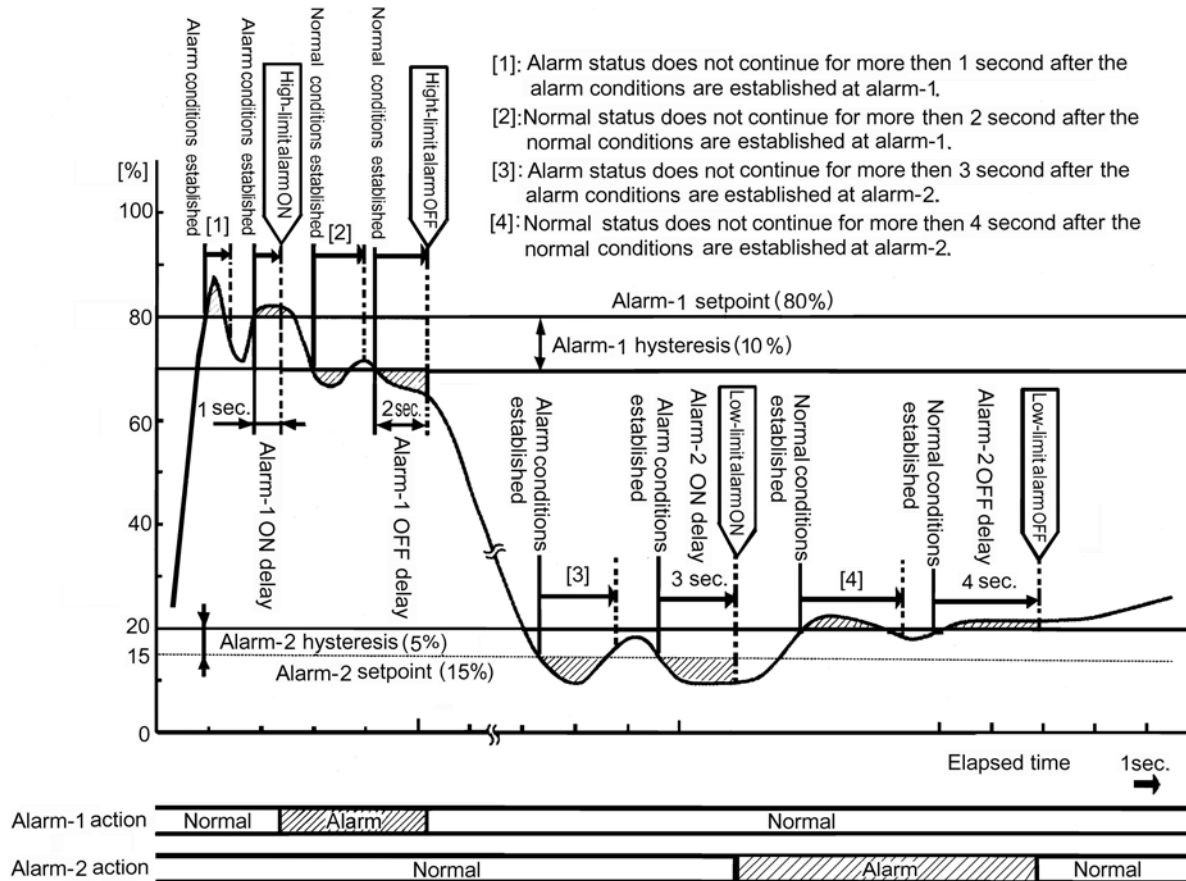 Alarm conditions established
Alarm conditions established
High-limit alarm ON
Normal conditions established
Normal conditions established
Hight-limit alarm OFF
[1]: Alarm status does not continue for more then 1 second after the
alarm conditions are established at alarm-1.
[2]: Normal status does not continue for more then 2 second after the
normal conditions are established at alarm-1.
[3]: Alarm status does not continue for more then 3 second after the
alarm conditions are established at alarm-2.
[4]: Normal status does not continue for more then 4 second after the
normal conditions are established at alarm-2.
[%]
100
80
60
40
20
15
0
[1]
[2]
Alarm-1 setpoint (80%)
Alarm-1 hysteresis (10%)
1 sec.
2 sec.
Alarm-1 ON delay
Alarm-1 OFF delay
Alarm conditions
established
Alarm conditions
established
Alarm-2 ON delay
Low-limit alarm ON
Normal conditions
established
Normal conditions
established
Alarm-2 OFF delay
Low-limit alarm OFF
[3]
3 sec.
[4]
4 sec.
Alarm-2 hysteresis (5%)
Alarm-2 setpoint (15%)
Elapsed time
1sec.
Alarm-1 action
Normal
Alarm
Normal
Alarm-2 action
Normal
Alarm
Normal